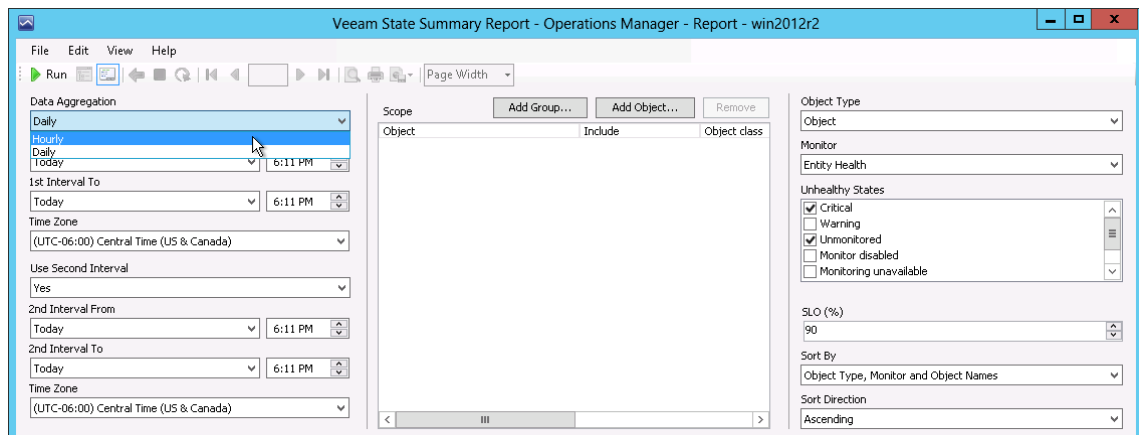 Veeam State Summary Report - Operations Manager - Report - win2012r2
File Edit View Help
Run Page Width
Data Aggregation
Daily
Hourly
Daily
Today 6:11 PM
1st Interval To
Today 6:11 PM
Time Zone
(UTC-06:00) Central Time (US & Canada)
Use Second Interval
Yes
2nd Interval From
Today 6:11 PM
2nd Interval To
Today 6:11 PM
Time Zone
(UTC-06:00) Central Time (US & Canada)
Scope Add Group... Add Object... Remove
Object Include Object class
Object Type
Object
Monitor
Entity Health
Unhealthy States
Critical
Warning
Unmonitored
Monitor disabled
Monitoring unavailable
SLO (%)
90
Sort By
Object Type, Monitor and Object Names
Sort Direction
Ascending